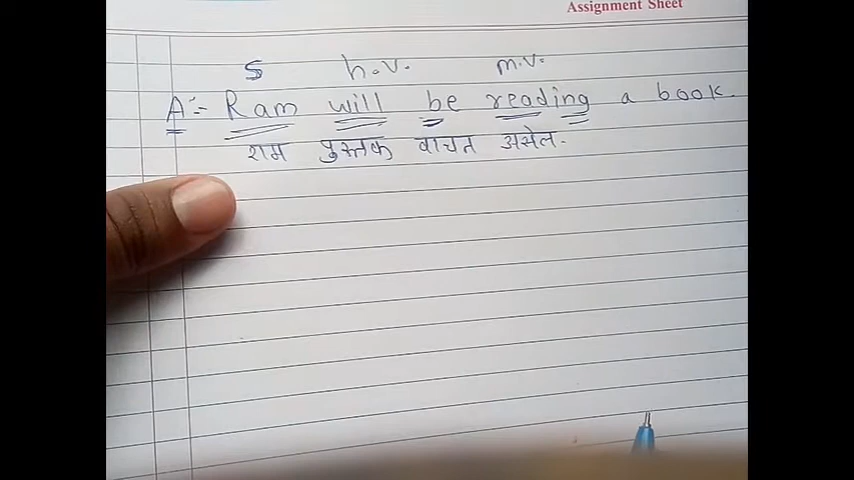 Assignment Sheet
S h.v. m.v.
A:- Ram will be reading a book.
राम पुस्तक वाचत असेल.